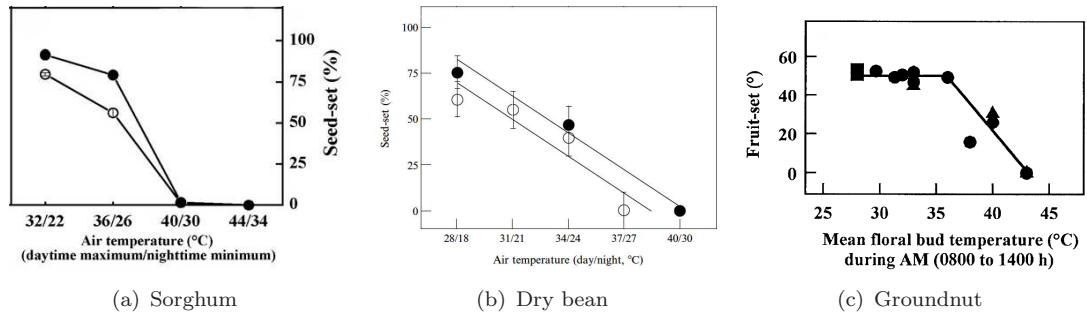 100
75
50
25
0
Seed-set (%)
32/22 36/26 40/30 44/34
Air temperature (°C)
(daytime maximum/nighttime minimum)
(a) Sorghum
100
75
50
25
0
Seed-set (%)
28/18 31/21 34/24 37/27 40/30
Air temperature (day/night, °C)
(b) Dry bean
60
40
20
0
Fruit-set (°)
25 30 35 40 45
Mean floral bud temperature (°C)
during AM (0800 to 1400 h)
(c) Groundnut